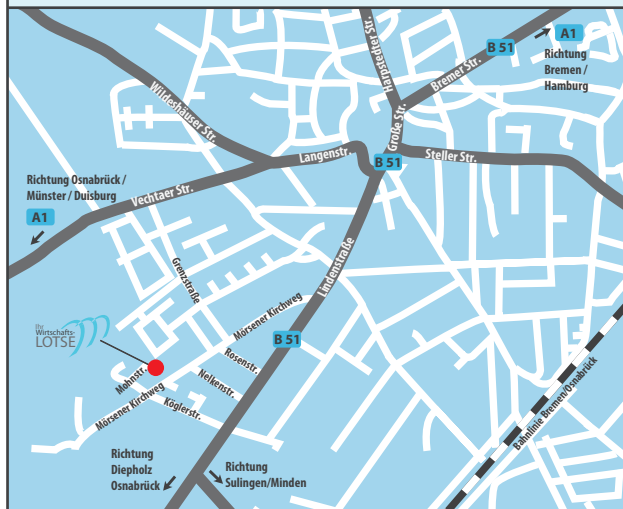 Harpstedter Str.
B 51
A1
Richtung
Bremen /
Hamburg
Bremer Str.
Wildeshäuser Str.
Große Str.
Langenstr.
B 51
Steller Str.
Richtung Osnabrück /
Münster / Duisburg
A1
Vechtaer Str.
Grenzstraße
Lindenstraße
Mörsener Kirchweg
Ihr
Wirtschafts-
LOTSE
B 51
Rosenstr.
Mohnstr.
Nelkenstr.
Mörsener Kirchweg
Köglerstr.
Bahnlinie Bremen/Osnabrück
Richtung
Diepholz
Osnabrück
Richtung
Sulingen/Minden